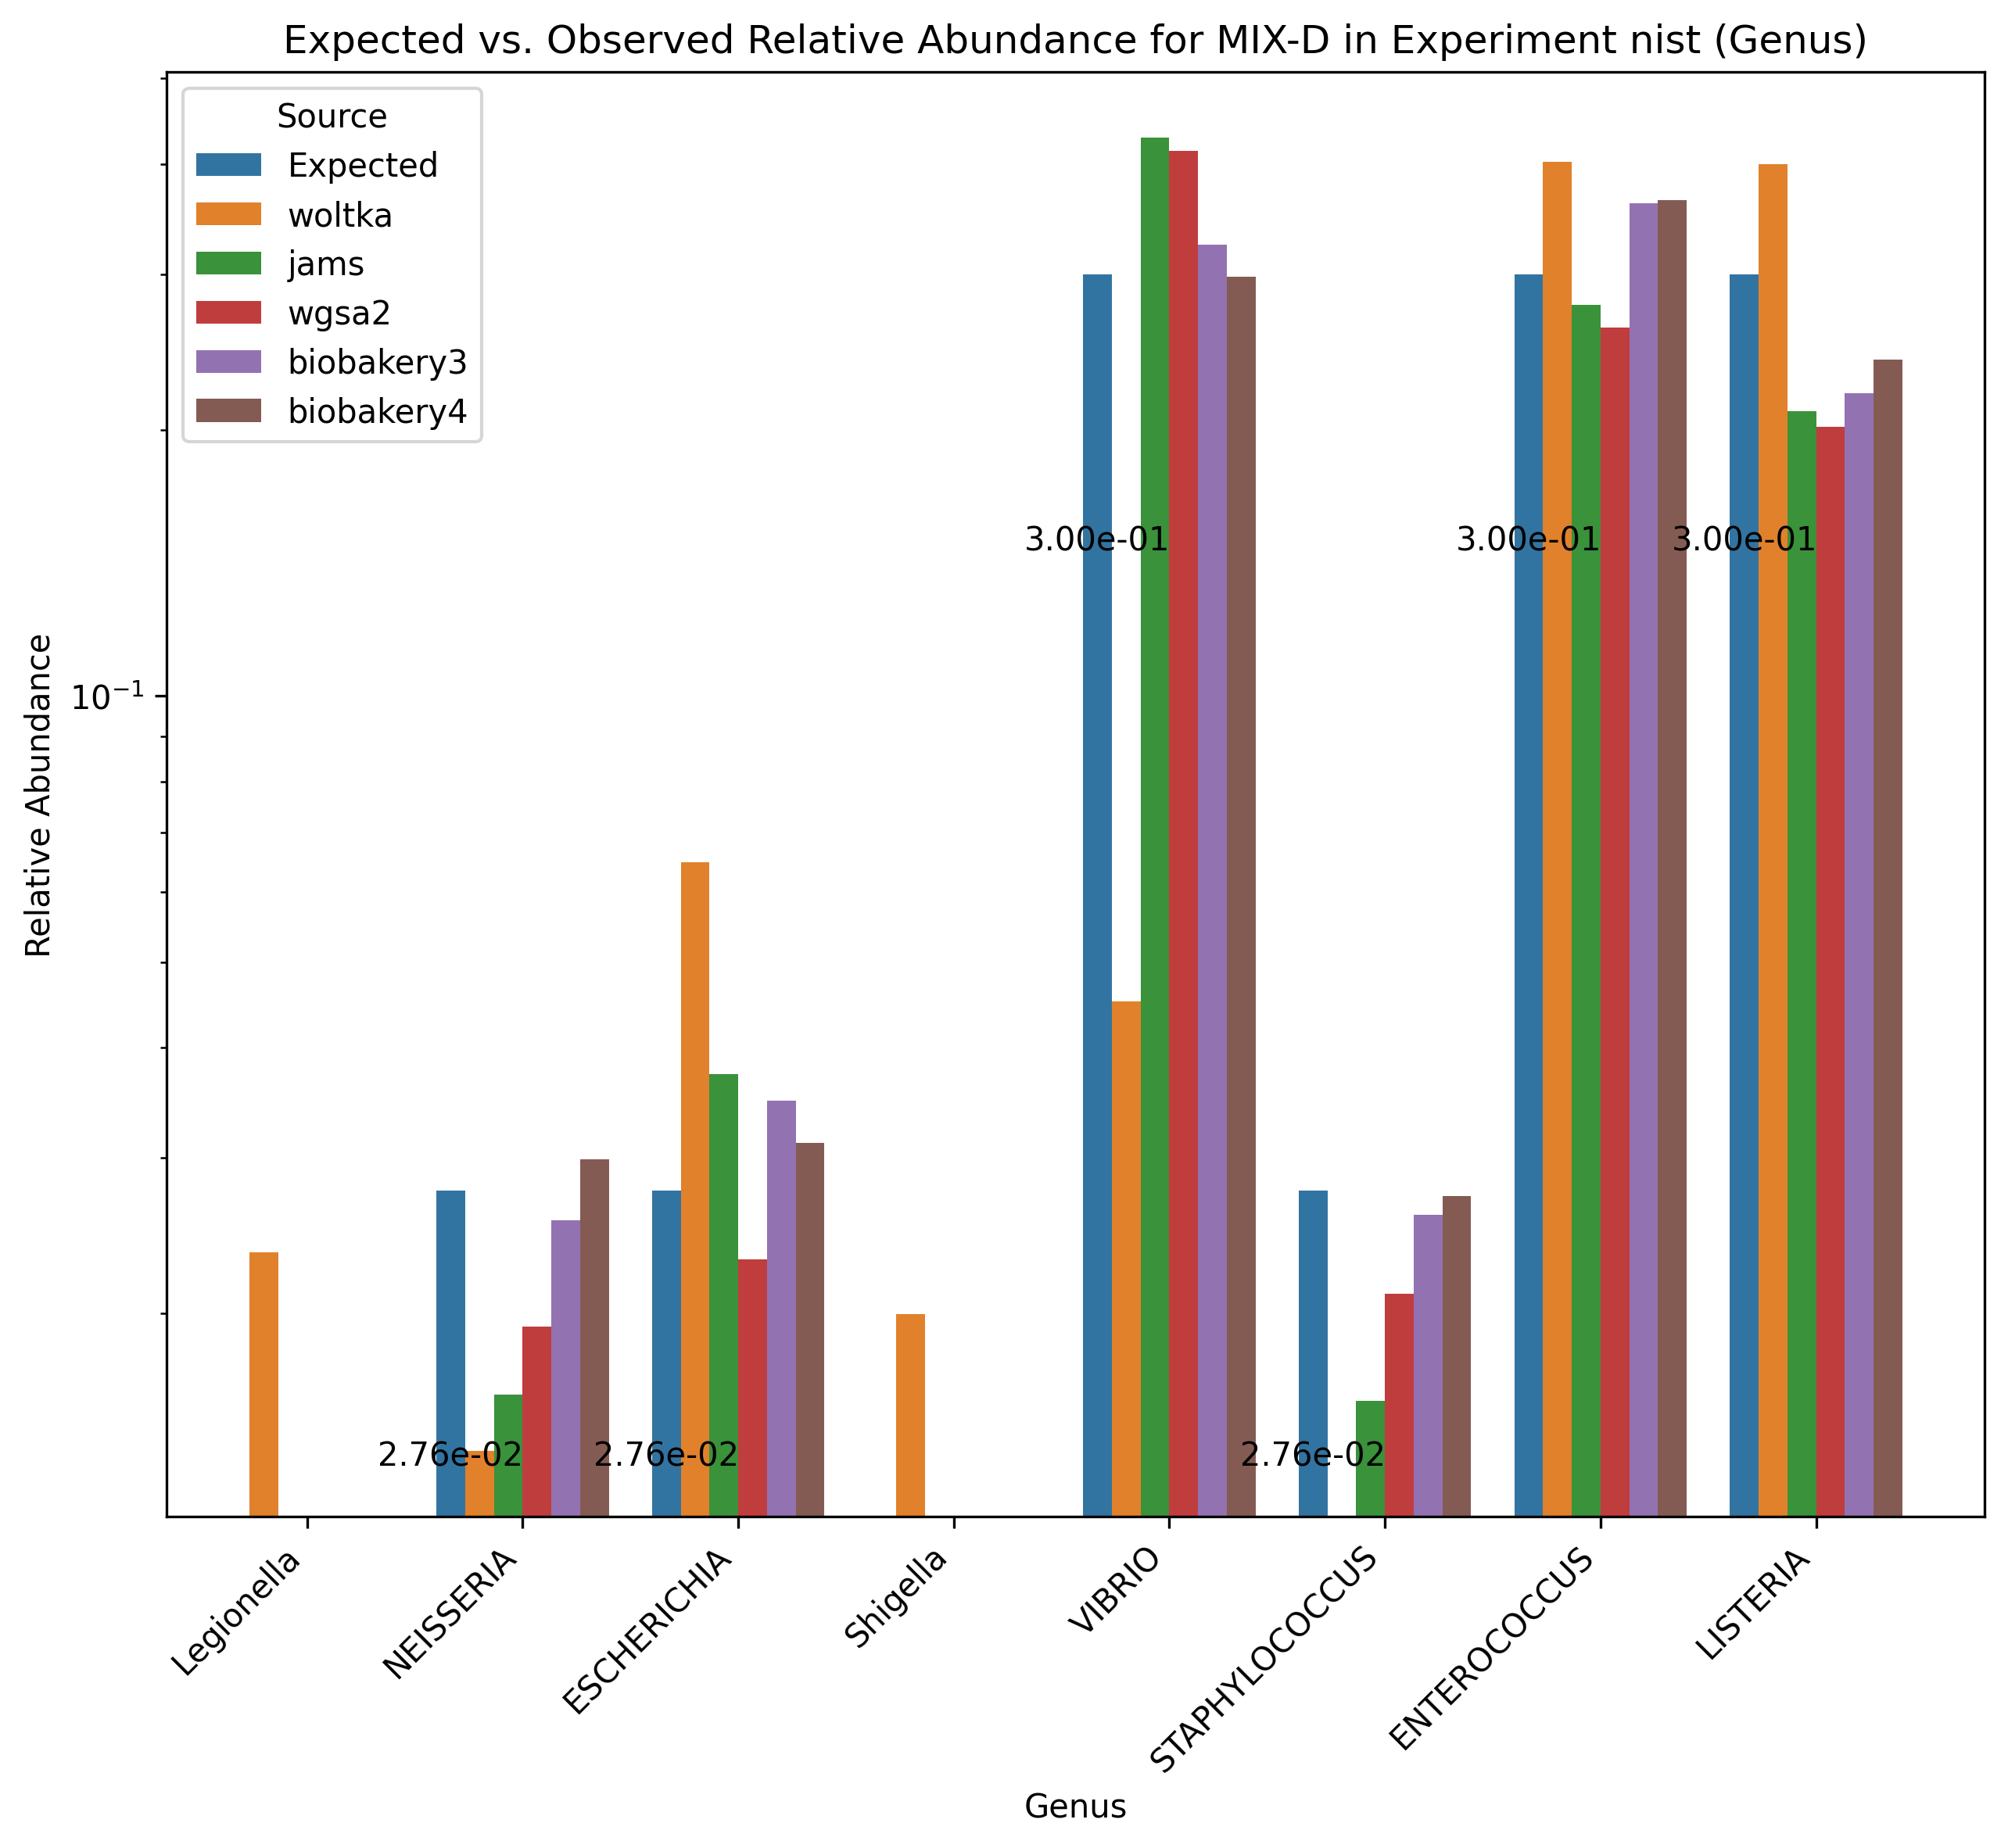 Expected vs. Observed Relative Abundance for MIX-D in Experiment nist (Genus)
Source
Expected
woltka
jams
wgsa2
biobakery3
biobakery4
Relative Abundance
10⁻¹
3.00e-01
3.00e-01
3.00e-01
2.76e-02
2.76e-02
2.76e-02
Legionella
NEISSERIA
ESCHERICHIA
Shigella
VIBRIO
STAPHYLOCOCCUS
ENTEROCOCCUS
LISTERIA
Genus